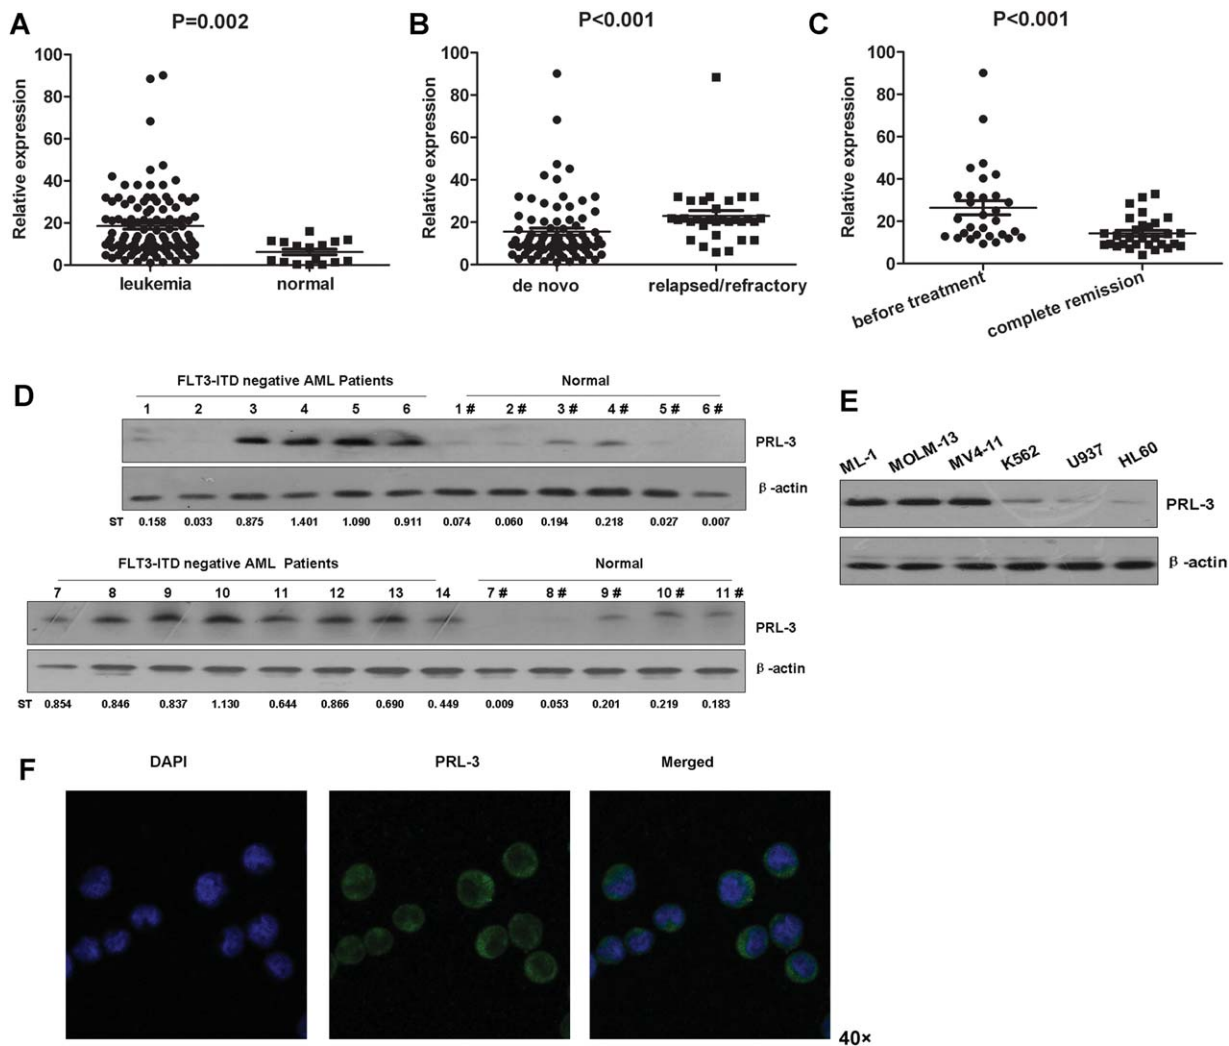 A P=0.002
Relative expression
100
80
60
40
20
0
leukemia normal
B P<0.001
Relative expression
100
80
60
40
20
0
de novo relapsed/refractory
C P<0.001
Relative expression
100
80
60
40
20
0
before treatment complete remission
D
FLT3-ITD negative AML Patients Normal
1 2 3 4 5 6 1 # 2 # 3 # 4 # 5 # 6 #
PRL-3
β-actin
ST 0.158 0.033 0.875 1.401 1.090 0.911 0.074 0.060 0.194 0.218 0.027 0.007
FLT3-ITD negative AML Patients Normal
7 8 9 10 11 12 13 14 7 # 8 # 9 # 10 # 11 #
PRL-3
β-actin
ST 0.854 0.846 0.837 1.130 0.644 0.866 0.690 0. 449 0.009 0.053 0.201 0.219 0.183
E
ML-1 MOLM-13 MV4-11 K562 U937 HL60
PRL-3
β-actin
F
DAPI PRL-3 Merged
40×